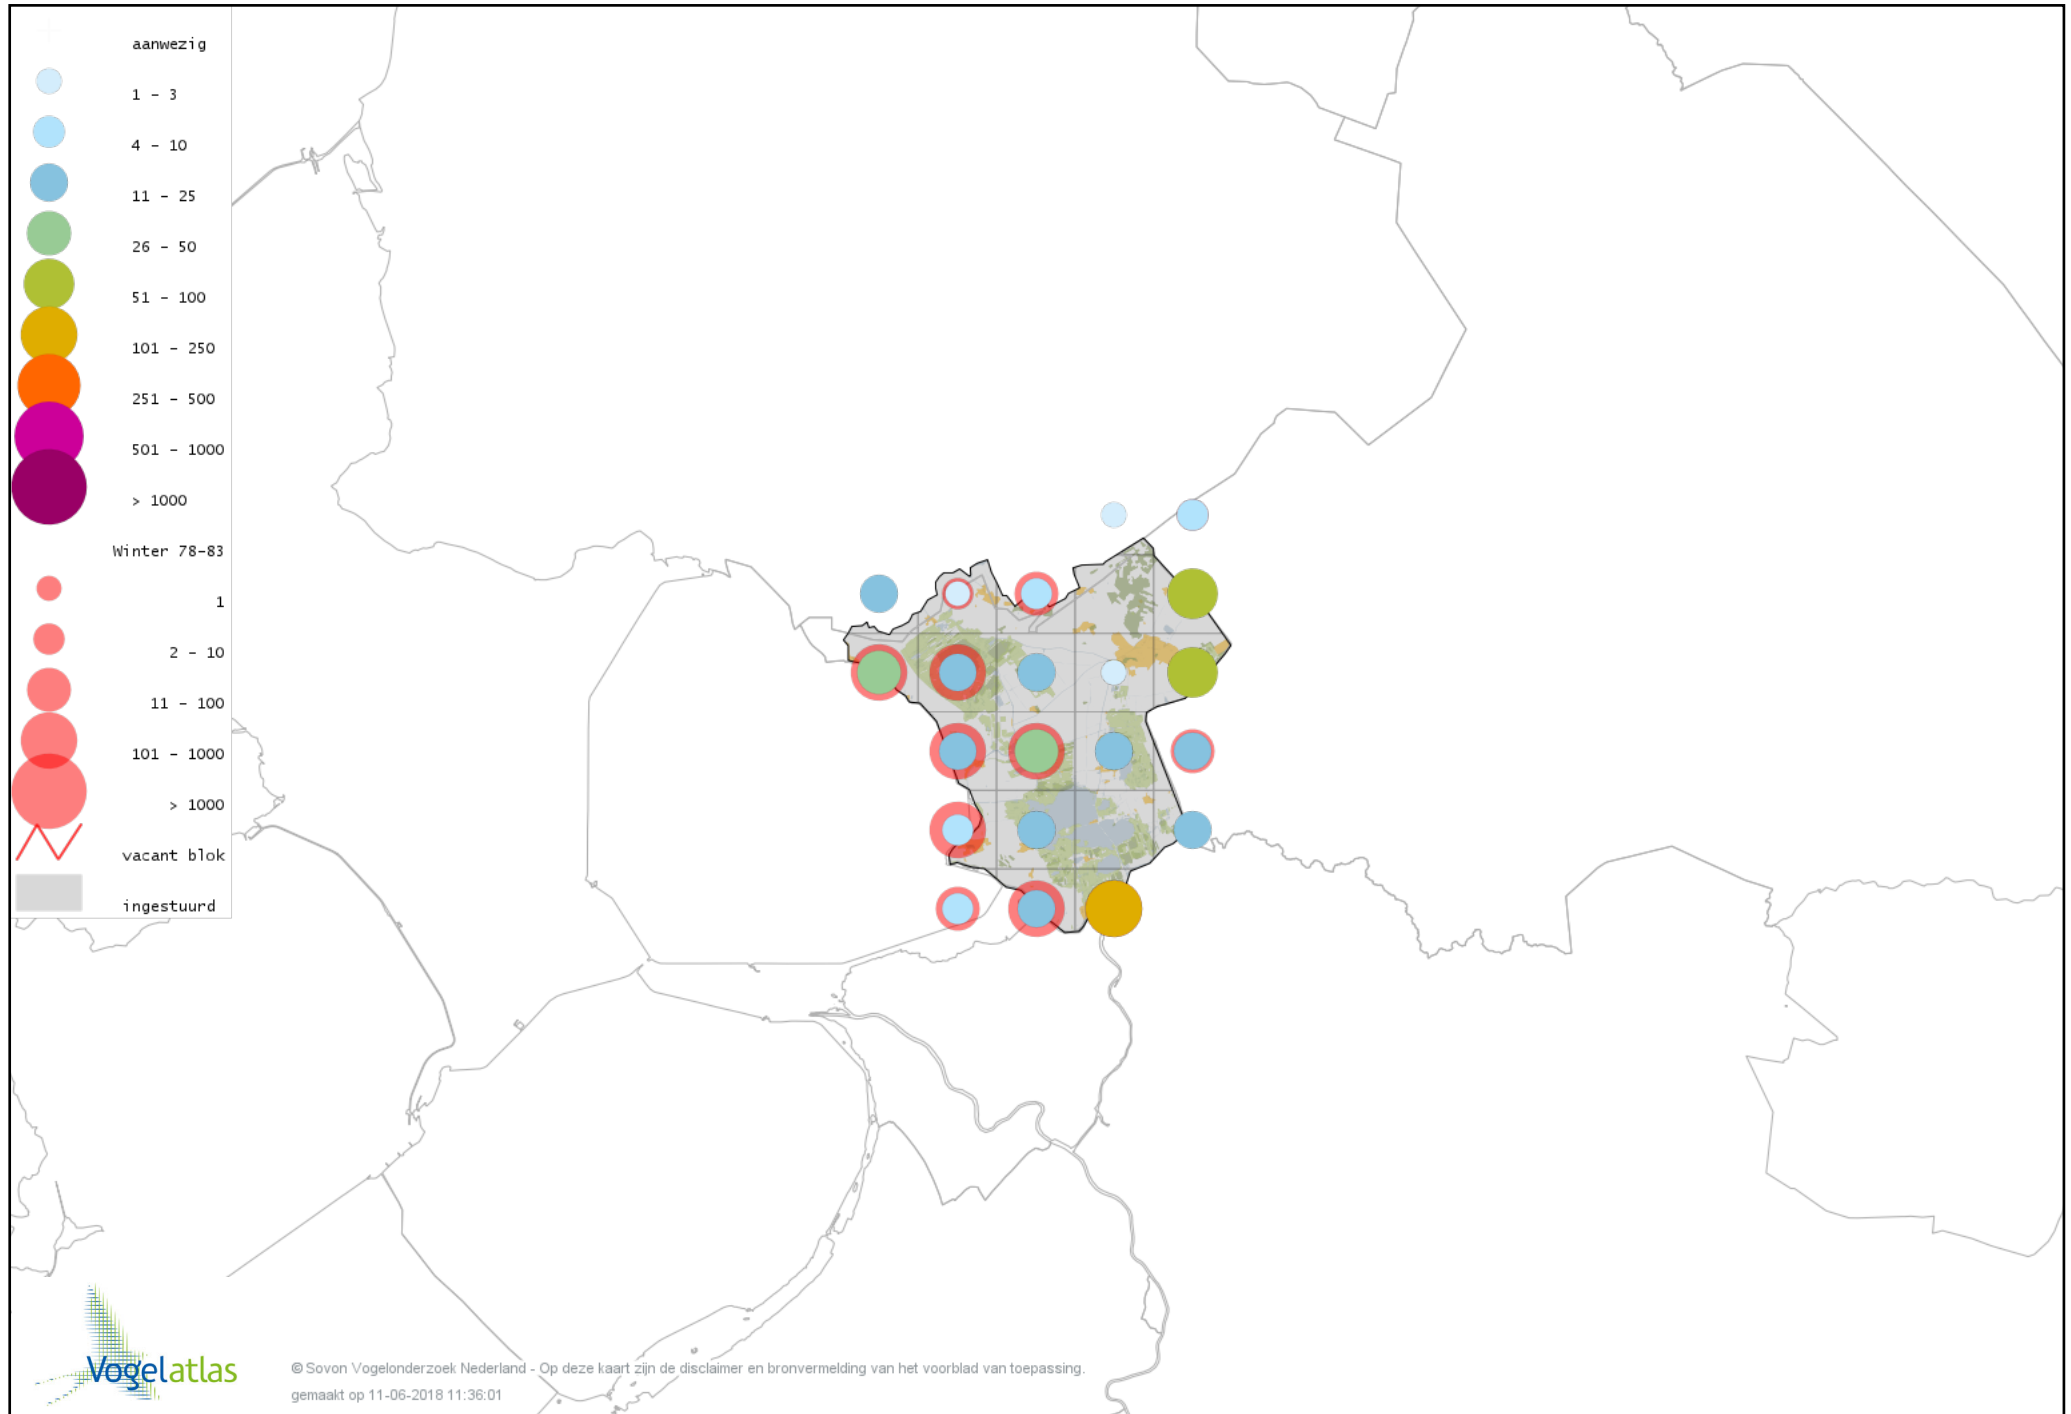 aanwezig
1 - 3
4 - 10
11 - 25
26 - 50
51 - 100
101 - 250
251 - 500
501 - 1000
> 1000
Winter 78-83
1
2 - 10
11 - 100
101 - 1000
> 1000
vacant blok
ingestuurd
Vogelatlas
© Sovon Vogelonderzoek Nederland - Op deze kaart zijn de disclaimer en bronvermelding van het voorblad van toepassing.
gemaakt op 11-06-2018 11:36:01